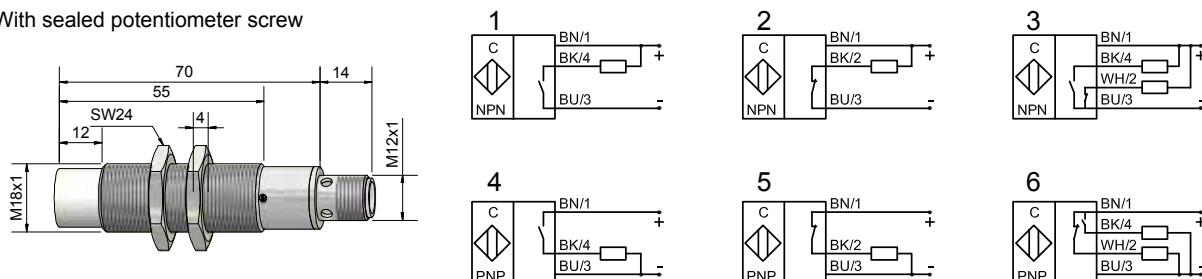 With sealed potentiometer screw
70
14
55
SW24
4
12
M18x1
M12x1
1
BN/1
C
BK/4
+
NPN
BU/3
-
2
BN/1
C
BK/2
+
NPN
BU/3
-
3
BN/1
C
BK/4
+
WH/2
NPN
BU/3
-
4
BN/1
C
+
BK/4
PNP
BU/3
-
5
BN/1
C
+
BK/2
PNP
BU/3
-
6
BN/1
C
BK/4
+
WH/2
PNP
BU/3
-